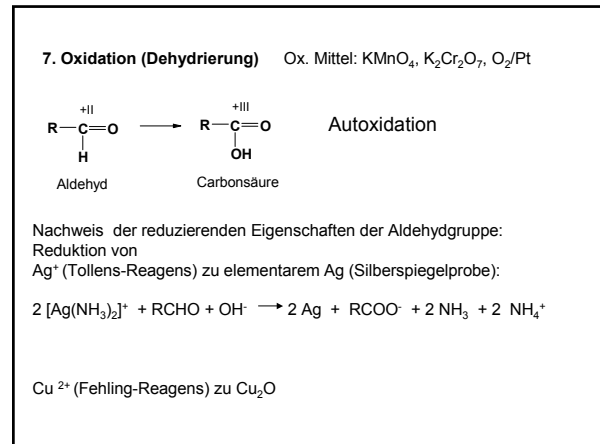 7. Oxidation (Dehydrierung) Ox. Mittel: KMnO₄, K₂Cr₂O₇, O₂/Pt
+II +III
R—C=O → R—C=O Autoxidation
H OH
Aldehyd Carbonsäure
Nachweis der reduzierenden Eigenschaften der Aldehydgruppe:
Reduktion von
Ag⁺ (Tollens-Reagens) zu elementarem Ag (Silberspiegelprobe):
2 [Ag(NH₃)₂]⁺ + RCHO + OH⁻ → 2 Ag + RCOO⁻ + 2 NH₃ + 2 NH₄⁺
Cu ²⁺ (Fehling-Reagens) zu Cu₂O